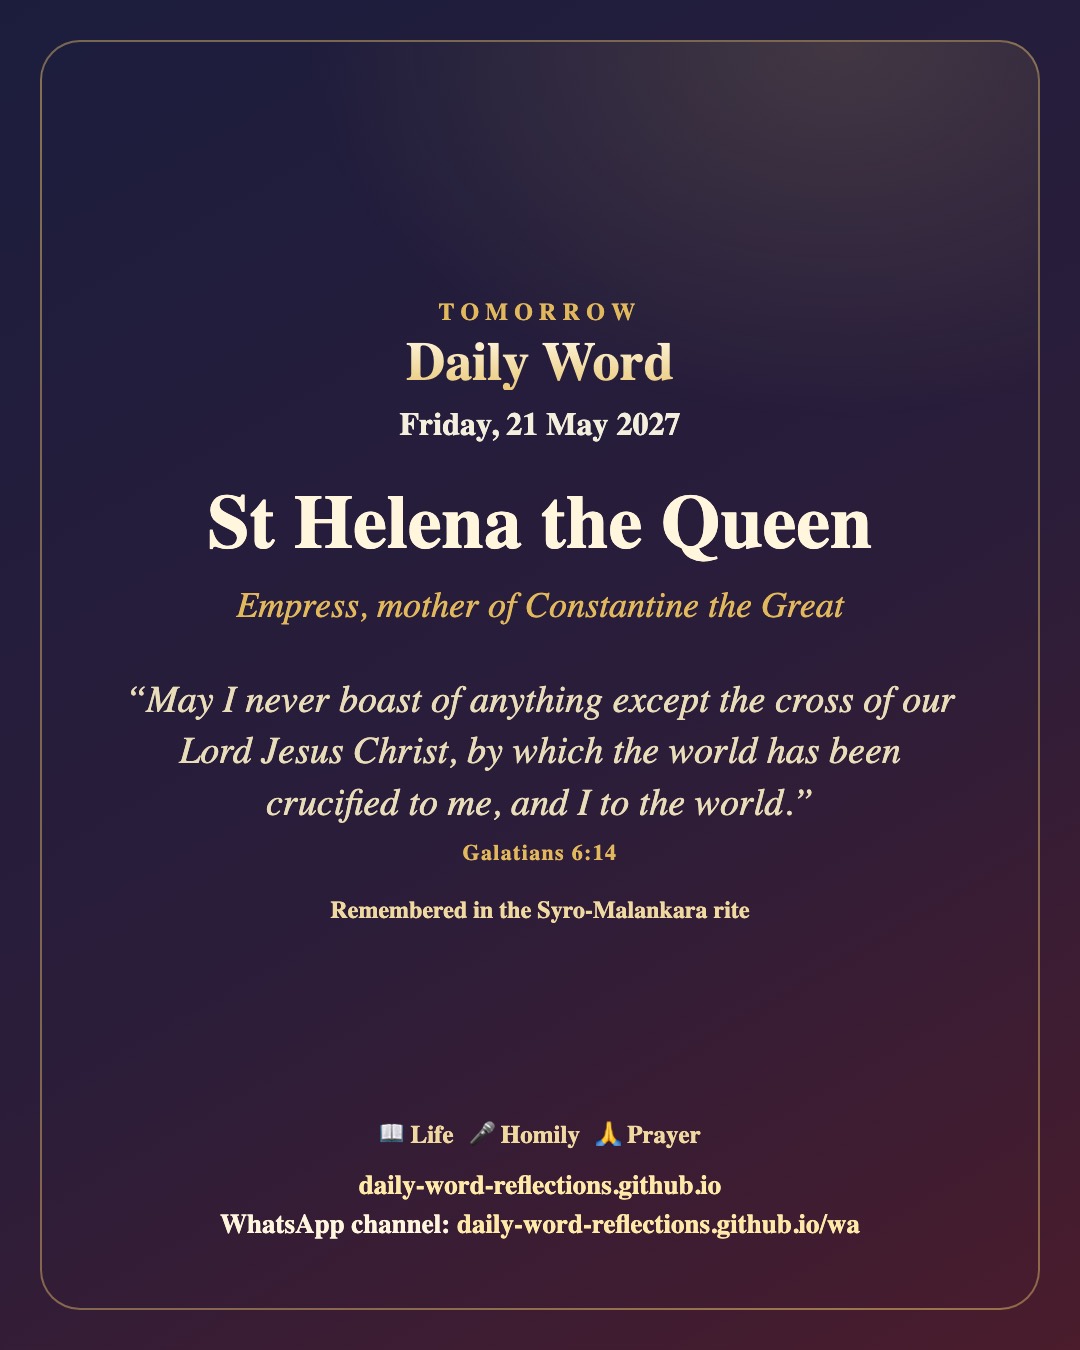 TOMORROW
Daily Word
Friday, 21 May 2027
St Helena the Queen
Empress, mother of Constantine the Great
“May I never boast of anything except the cross of our
Lord Jesus Christ, by which the world has been
crucified to me, and I to the world.”
Galatians 6:14
Remembered in the Syro-Malankara rite
📖 Life 🎤 Homily 🙏 Prayer
daily-word-reflections.github.io
WhatsApp channel: daily-word-reflections.github.io/wa